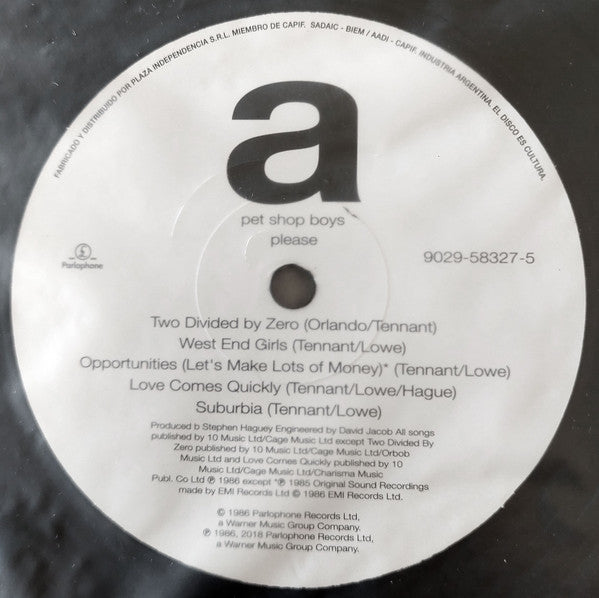 FABRICADO Y DISTRIBUIDO POR PLAZA INDEPENDENCIA S.R.L. MIEMBRO DE CAPIF. SADAIC - BIEM / AADI - CAPIF. INDUSTRIA ARGENTINA. EL DISCO ES CULTURA.
a
pet shop boys
please
Parlophone
9029-58327-5
Two Divided by Zero (Orlando/Tennant)
West End Girls (Tennant/Lowe)
Opportunities (Let's Make Lots of Money)* (Tennant/Lowe)
Love Comes Quickly (Tennant/Lowe/Hague)
Suburbia (Tennant/Lowe)
Produced b Stephen Haguey Engineered by David Jacob All songs
published by 10 Music Ltd/Cage Music Ltd except Two Divided By
Zero published by 10 Music Ltd/Cage Music Ltd/Orbob
Music Ltd and Love Comes Quickly published by 10
Music Ltd/Cage Music Ltd/Charisma Music
Publ. Co Ltd ℗ 1986 except *℗ 1985 Original Sound Recordings
made by EMI Records Ltd © 1986 EMI Records Ltd.
© 1986 Parlophone Records Ltd,
a Warner Music Group Company.
℗ 1986, 2018 Parlophone Records Ltd,
a Warner Music Group Company.